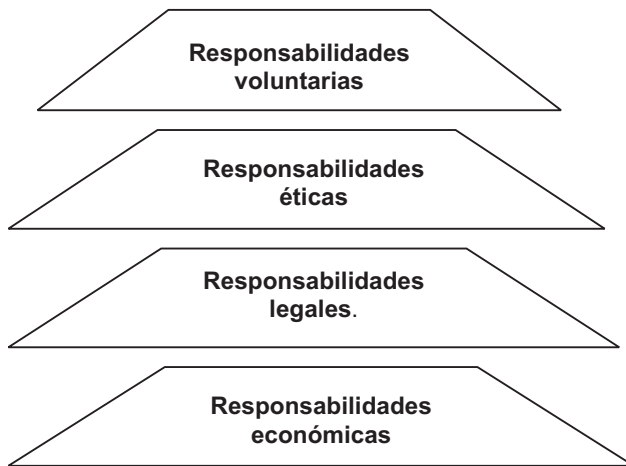 Responsabilidades
voluntarias
Responsabilidades
éticas
Responsabilidades
legales.
Responsabilidades
económicas